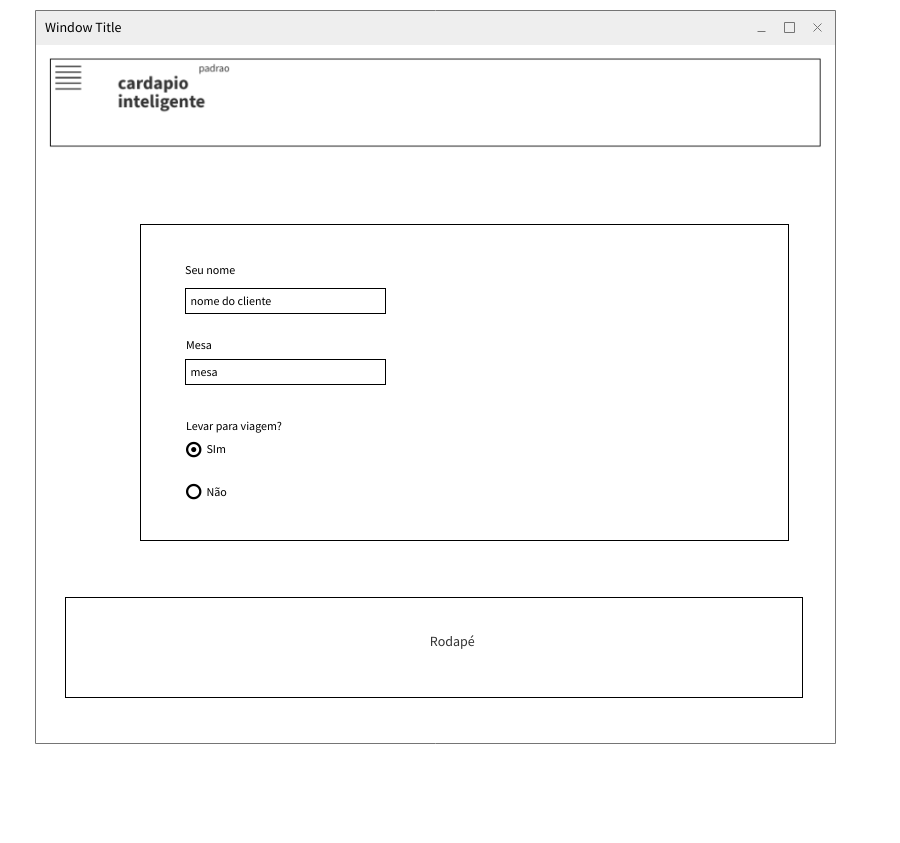 Window Title
padrao
cardapio
inteligente
Seu nome
nome do cliente
Mesa
mesa
Levar para viagem?
SIm
Não
Rodapé